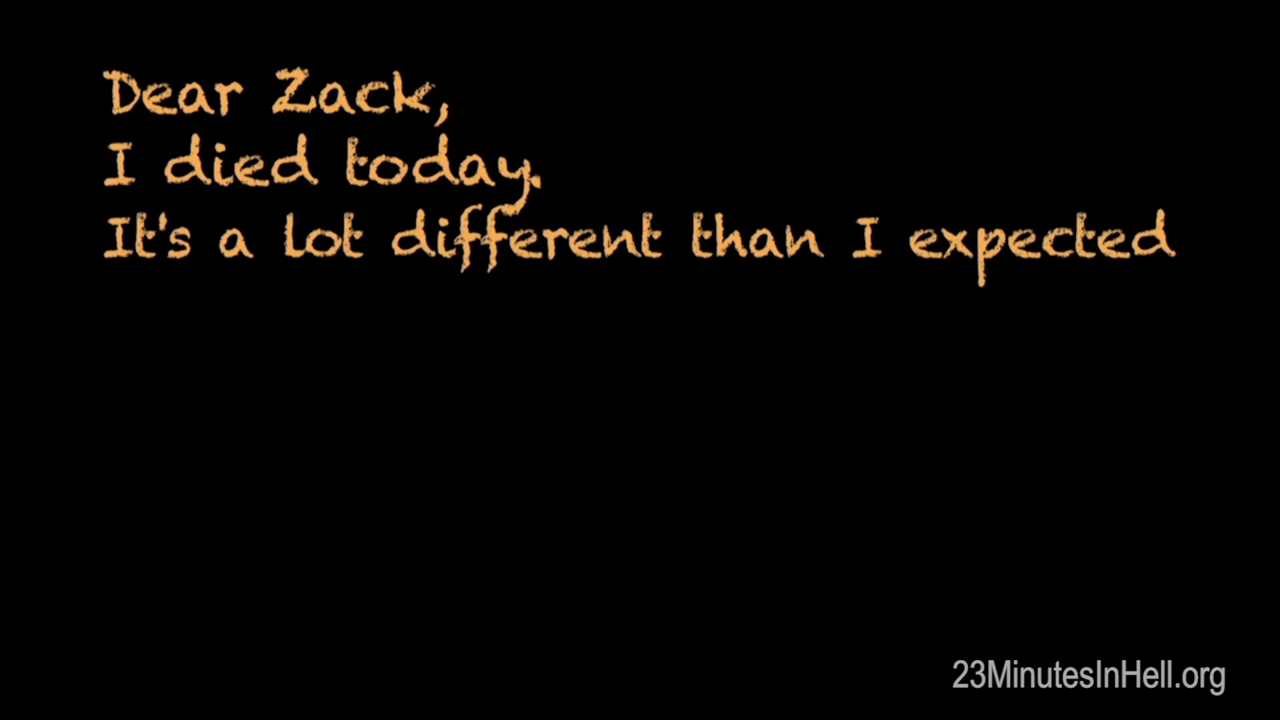 Dear Zack,
I died today.
It's a lot different than I expected
23MinutesInHell.org